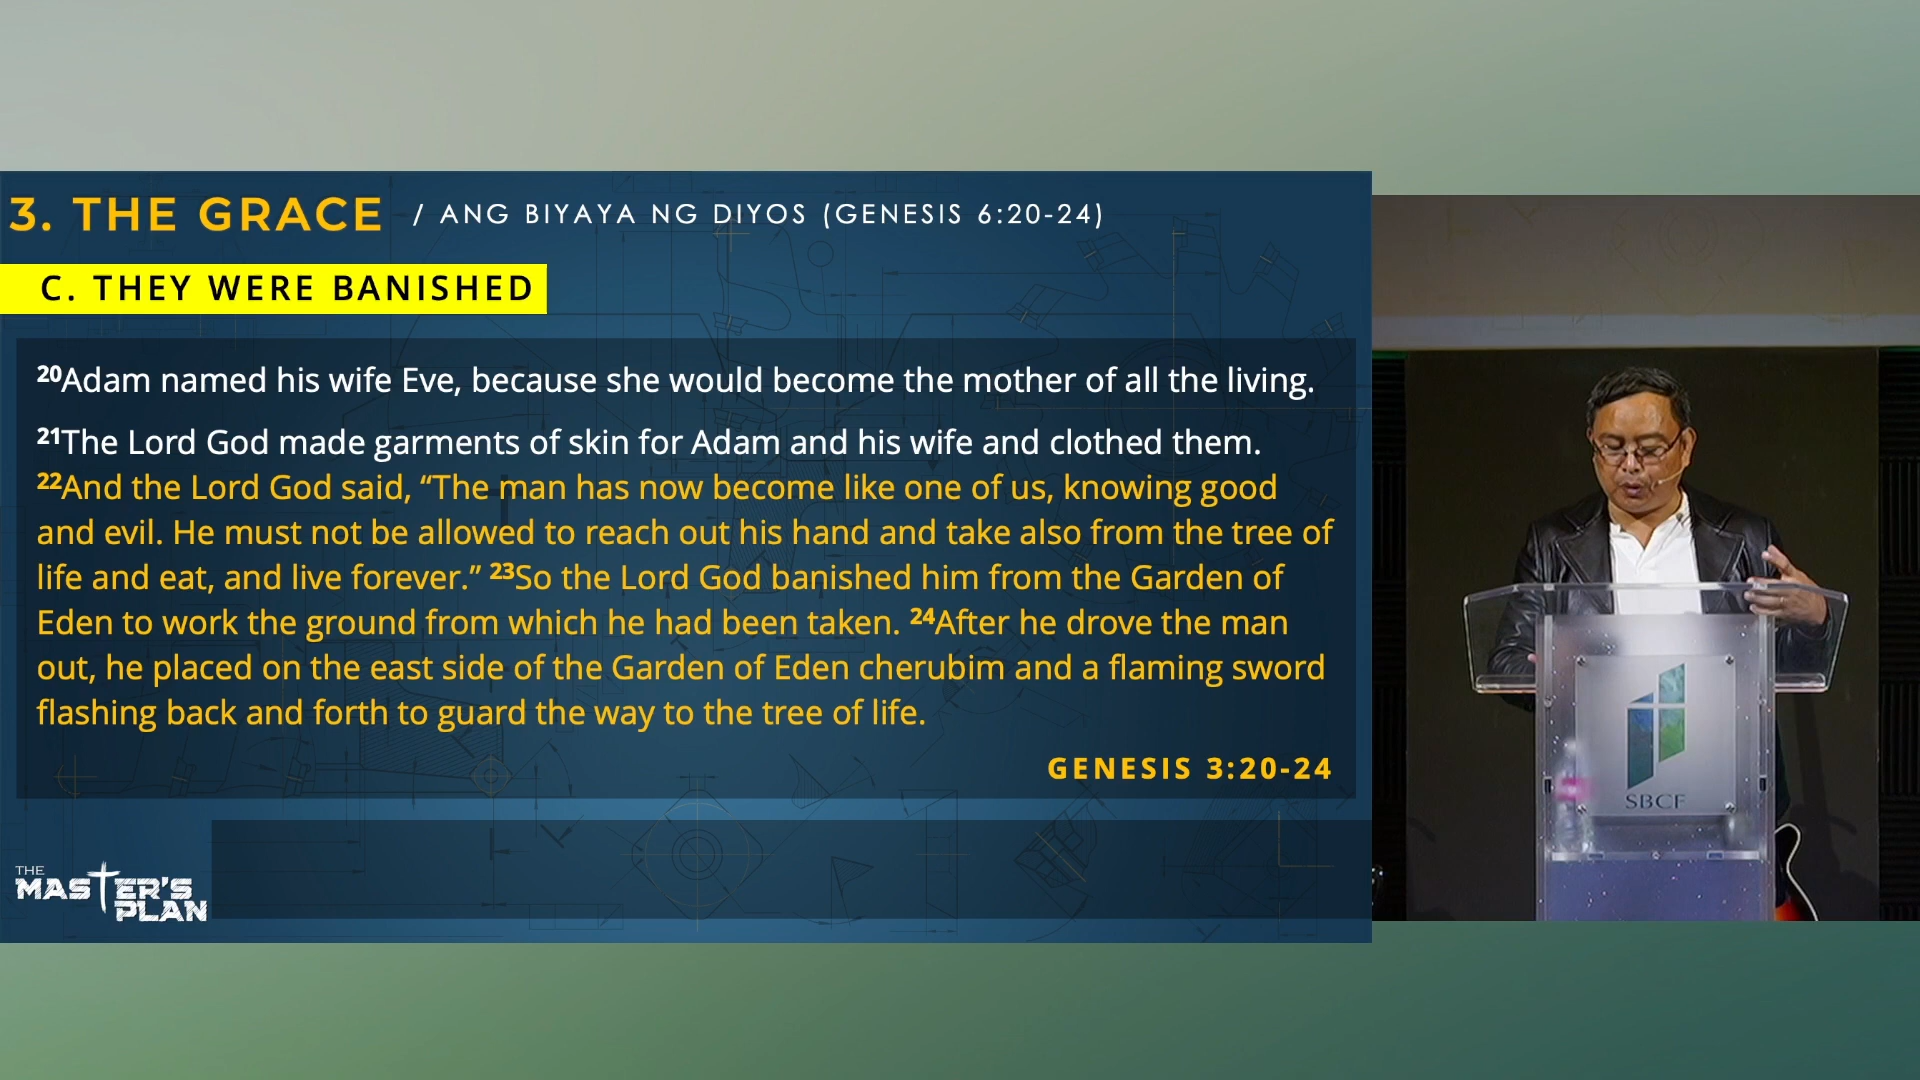 3. THE GRACE / ANG BIYAYA NG DIYOS (GENESIS 6:20-24)
C. THEY WERE BANISHED
20Adam named his wife Eve, because she would become the mother of all the living.
21The Lord God made garments of skin for Adam and his wife and clothed them.
22And the Lord God said, “The man has now become like one of us, knowing good
and evil. He must not be allowed to reach out his hand and take also from the tree of
life and eat, and live forever.” 23So the Lord God banished him from the Garden of
Eden to work the ground from which he had been taken. 24After he drove the man
out, he placed on the east side of the Garden of Eden cherubim and a flaming sword
flashing back and forth to guard the way to the tree of life.
GENESIS 3:20-24
THE
MASTER'S
PLAN
SBCF